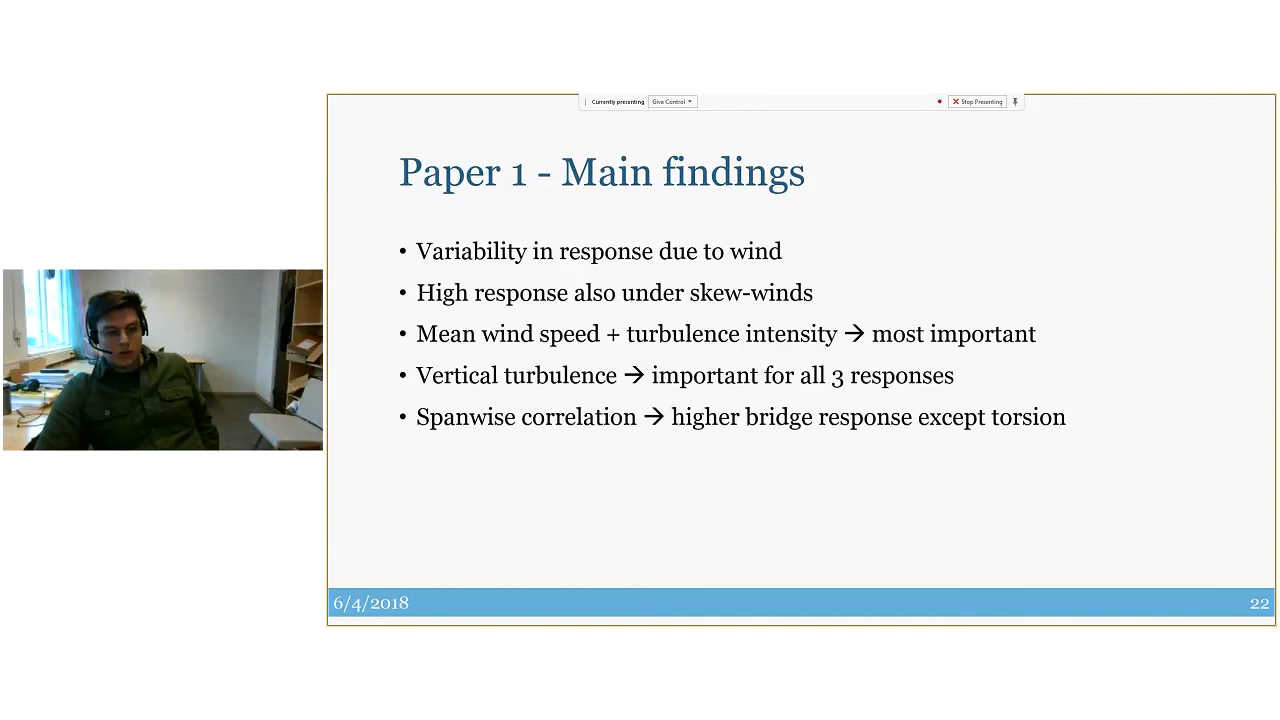 Currently presenting Give Control Stop Presenting
Paper 1 - Main findings
• Variability in response due to wind
• High response also under skew-winds
• Mean wind speed + turbulence intensity → most important
• Vertical turbulence → important for all 3 responses
• Spanwise correlation → higher bridge response except torsion
6/4/2018 22